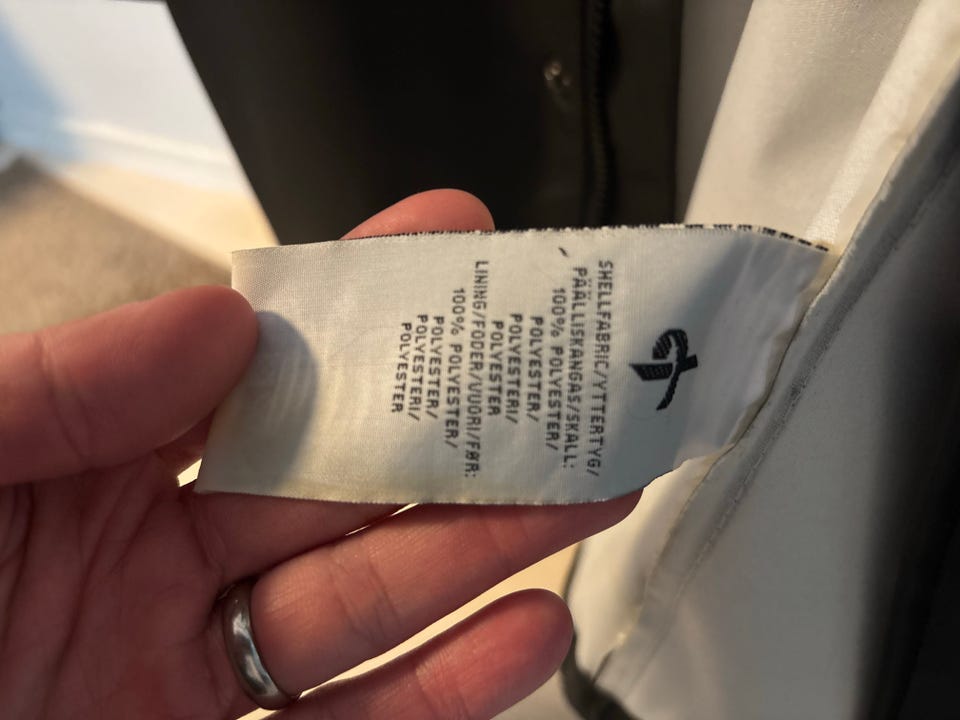 SHELLFABRIC/YTTERTYG/
PÄÄLLISKANGAS/SKALL:
100% POLYESTER/
POLYESTER/
POLYESTERI/
POLYESTER
LINING/FODER/VUORI/FØR:
100% POLYESTER/
POLYESTER/
POLYESTERI/
POLYESTER